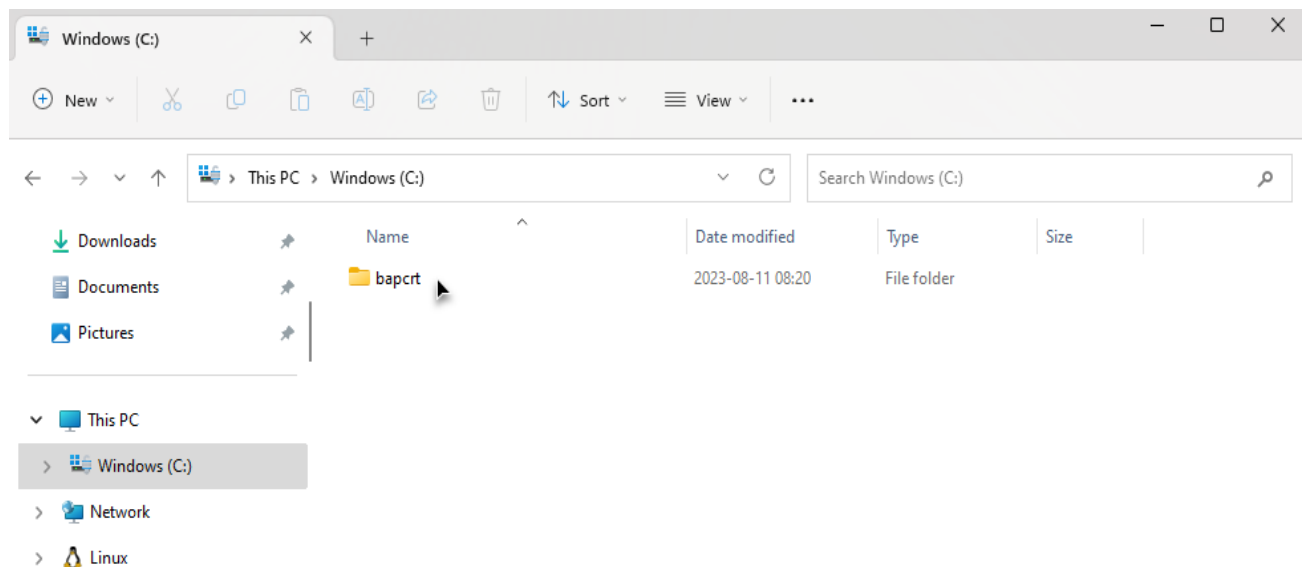 Windows (C:)
New Sort View
This PC Windows (C:) Search Windows (C:)
Downloads
Documents
Pictures
This PC
Windows (C:)
Network
Linux
Name Date modified Type Size
bapcrt 2023-08-11 08:20 File folder